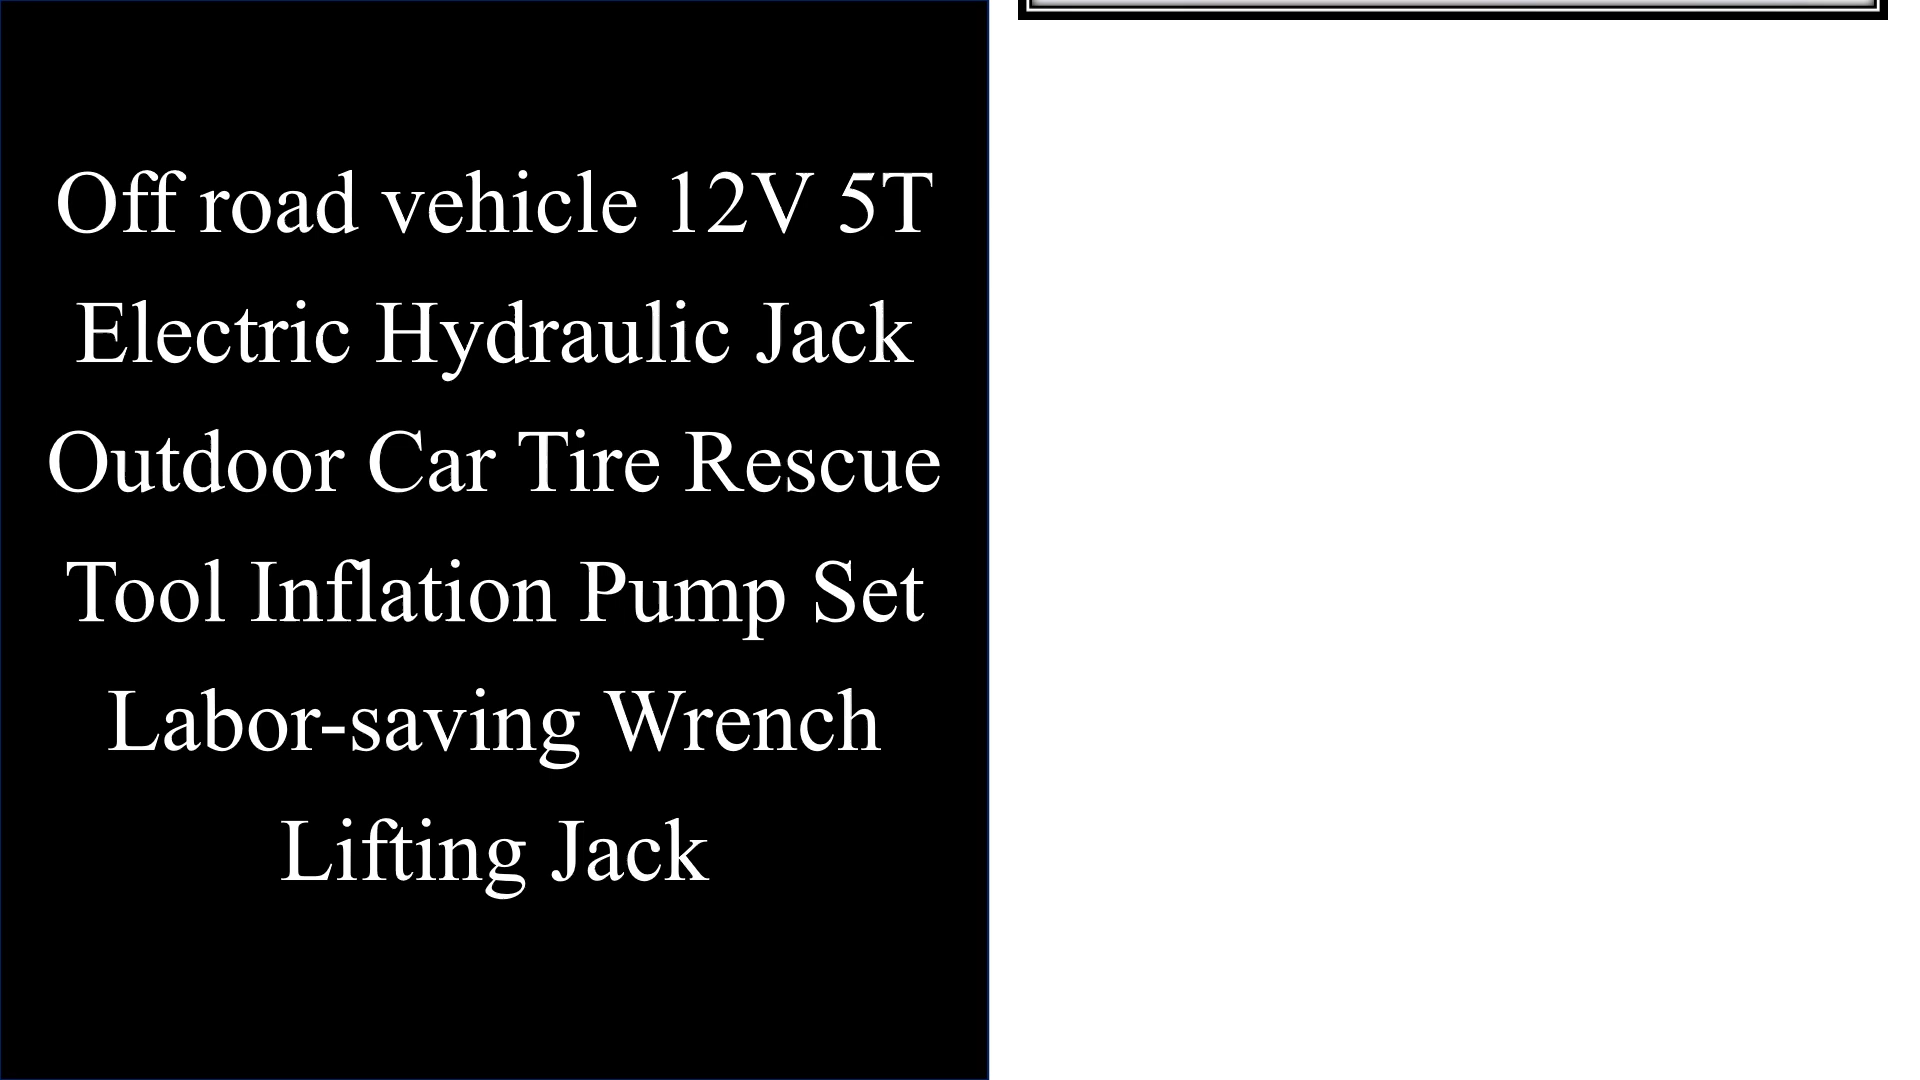 Off road vehicle 12V 5T
Electric Hydraulic Jack
Outdoor Car Tire Rescue
Tool Inflation Pump Set
Labor-saving Wrench
Lifting Jack